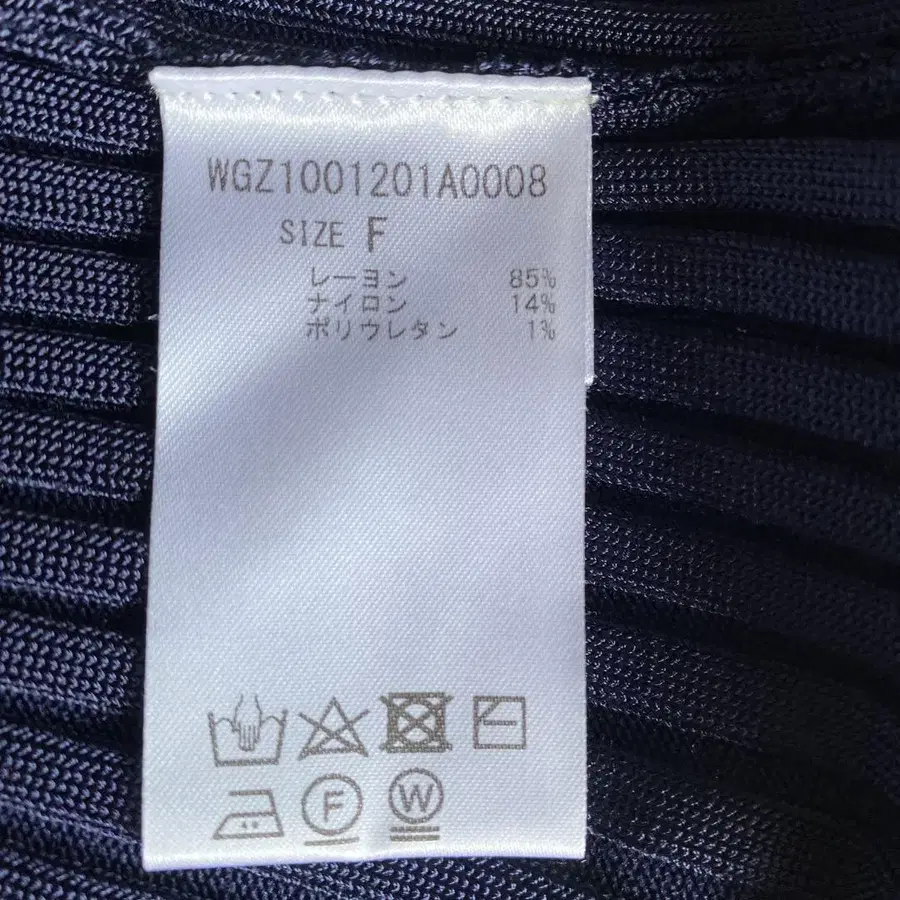 WGZ1001201A0008
SIZE F
レーヨン 85%
ナイロン 14%
ポリウレタン 1%
F W